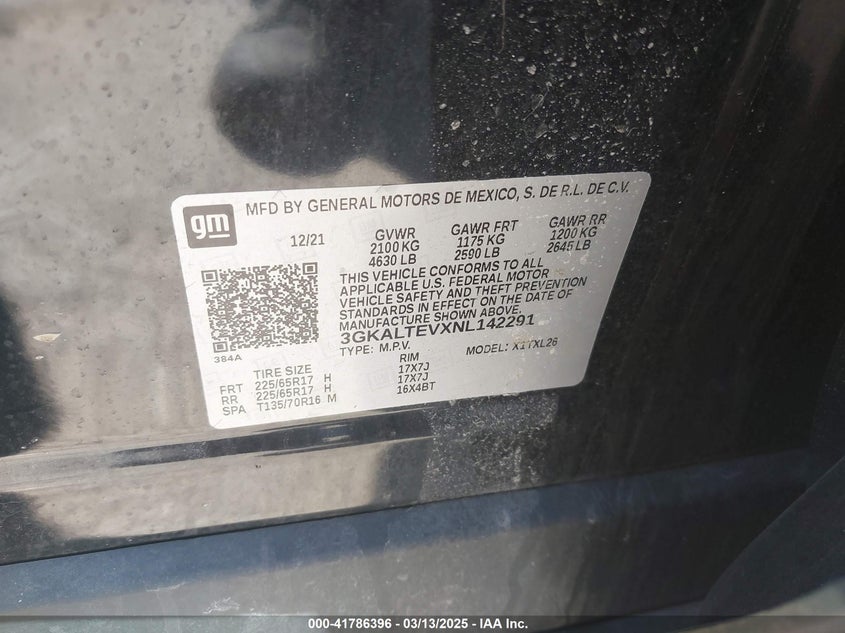 gm
MFD BY GENERAL MOTORS DE MEXICO, S. DE R.L. DE C.V.
12/21
GVWR GAWR FRT GAWR RR
2100 KG 1175 KG 1200 KG
4630 LB 2590 LB 2645 LB
THIS VEHICLE CONFORMS TO ALL
APPLICABLE U.S. FEDERAL MOTOR
VEHICLE SAFETY AND THEFT PREVENTION
STANDARDS IN EFFECT ON THE DATE OF
MANUFACTURE SHOWN ABOVE.
3GKALTEVXNL142291
384A
TYPE: M.P.V. MODEL: X1TXL26
TIRE SIZE RIM
FRT 225/65R17 H 17X7J
RR 225/65R17 H 17X7J
SPA T135/70R16 M 16X4BT
000-41786396 - 03/13/2025 - IAA Inc.